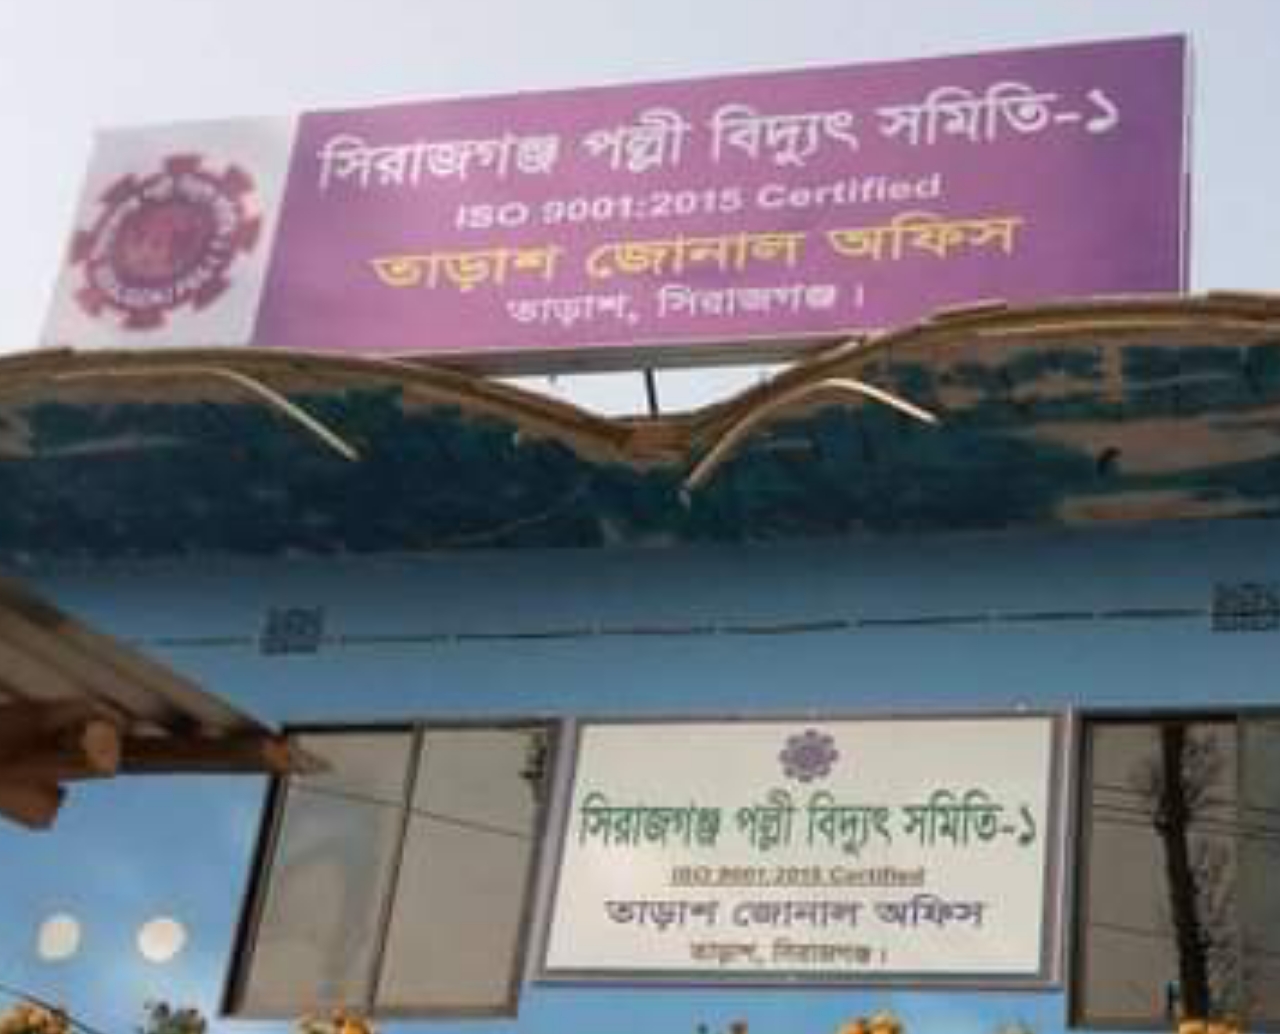 সিরাজগঞ্জ পল্লী বিদ্যুৎ সমিতি-১
ISO 9001:2015 Certified
তাড়াশ জোনাল অফিস
তাড়াশ, সিরাজগঞ্জ।
সিরাজগঞ্জ পল্লী বিদ্যুৎ সমিতি-১
ISO 9001:2015 Certified
তাড়াশ জোনাল অফিস
তাড়াশ, সিরাজগঞ্জ।